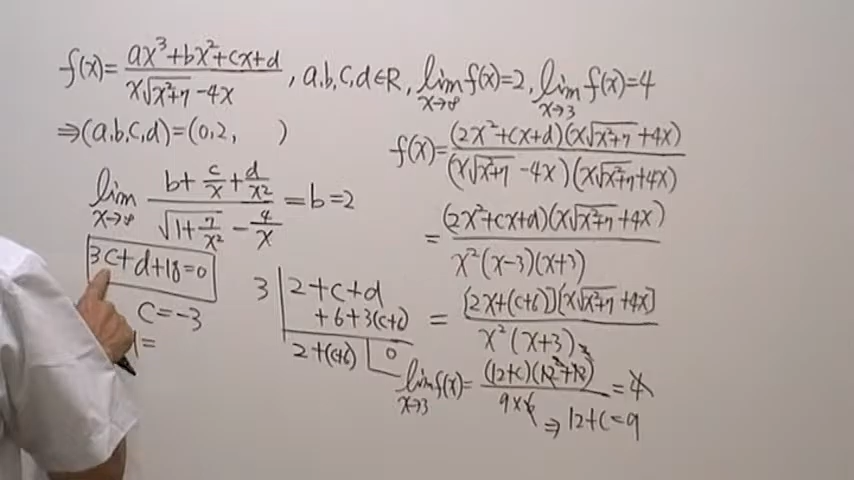 f(x)= (ax³+bx²+cx+d)/(x√(x²+7) -4x), a,b,c,d∈R, lim_{x→∞} f(x)=2, lim_{x→3} f(x)=4
⇒(a,b,c,d)=(0,2, )
lim_{x→∞} (b+c/x+d/x²)/(√(1+7/x²) - 4/x) = b=2
3c+d+18=0
c=-3
=
3 | 2+c+d
+6+3(c+6)
2+(c+6) | 0
f(x)= ((2x²+cx+d)(x√(x²+7)+4x))/((x√(x²+7) -4x)(x√(x²+7)+4x))
= ((2x²+cx+d)(x√(x²+7)+4x))/(x²(x-3)(x+3))
= ([2x+(c+6)][x√(x²+7)+4x])/(x²(x+3))
lim_{x→3} f(x)= ((12+c)(12+12))/(9×6) =4
⇒ 12+c=9